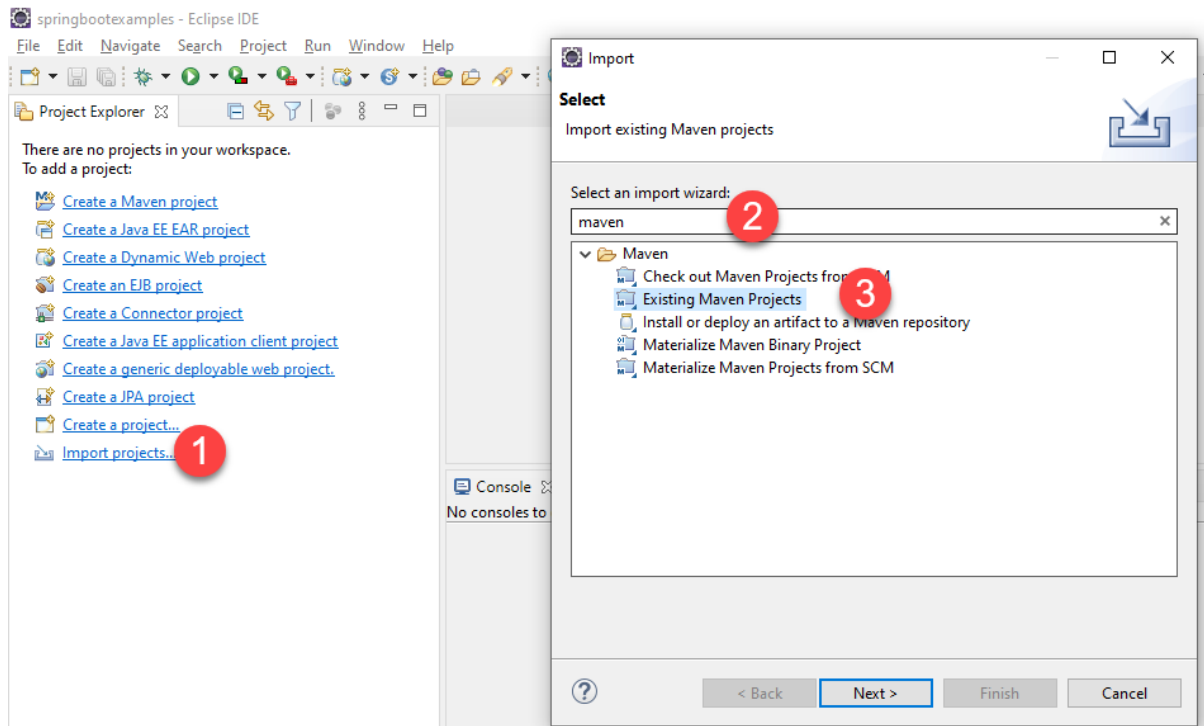 springbootexamples - Eclipse IDE
File Edit Navigate Search Project Run Window Help
Project Explorer
There are no projects in your workspace.
To add a project:
Create a Maven project
Create a Java EE EAR project
Create a Dynamic Web project
Create an EJB project
Create a Connector project
Create a Java EE application client project
Create a generic deployable web project.
Create a JPA project
Create a project...
Import projects...
1
Console
No consoles to
Import
Select
Import existing Maven projects
Select an import wizard:
maven
2
Maven
Check out Maven Projects from
Existing Maven Projects
3
Install or deploy an artifact to a Maven repository
Materialize Maven Binary Project
Materialize Maven Projects from SCM
? < Back Next > Finish Cancel